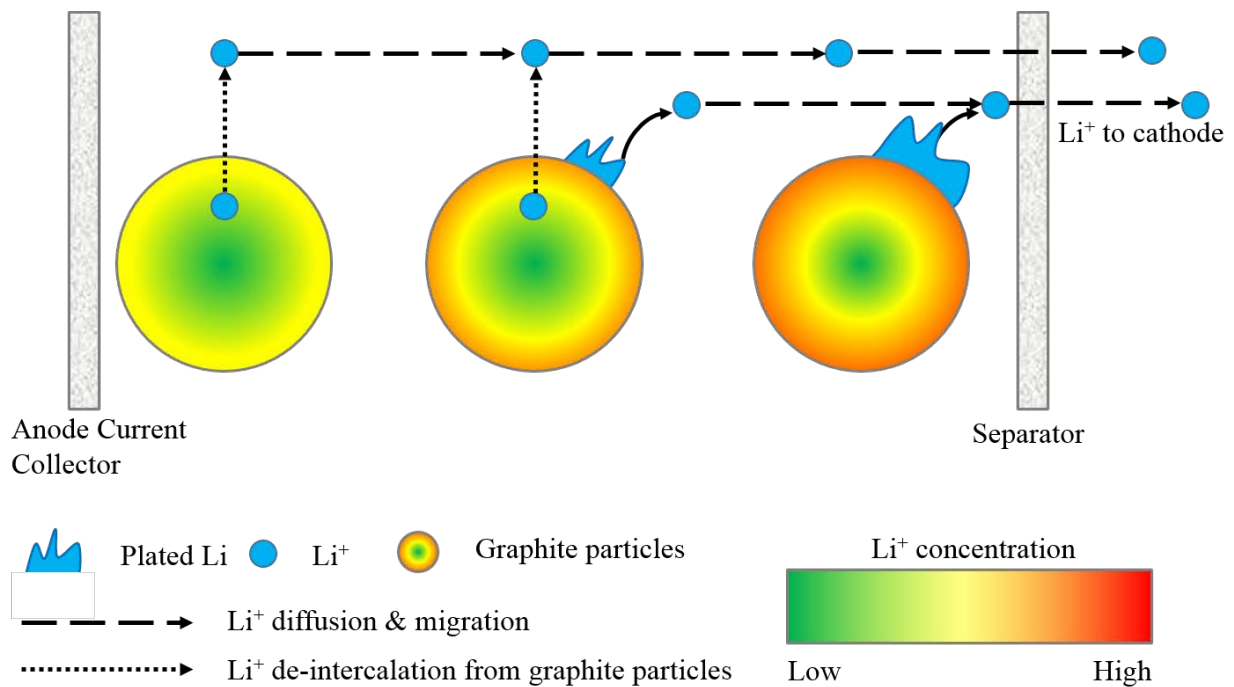 Li⁺ to cathode
Anode Current
Collector
Separator
Plated Li
Li⁺
Graphite particles
Li⁺ concentration
Li⁺ diffusion & migration
Li⁺ de-intercalation from graphite particles
Low
High